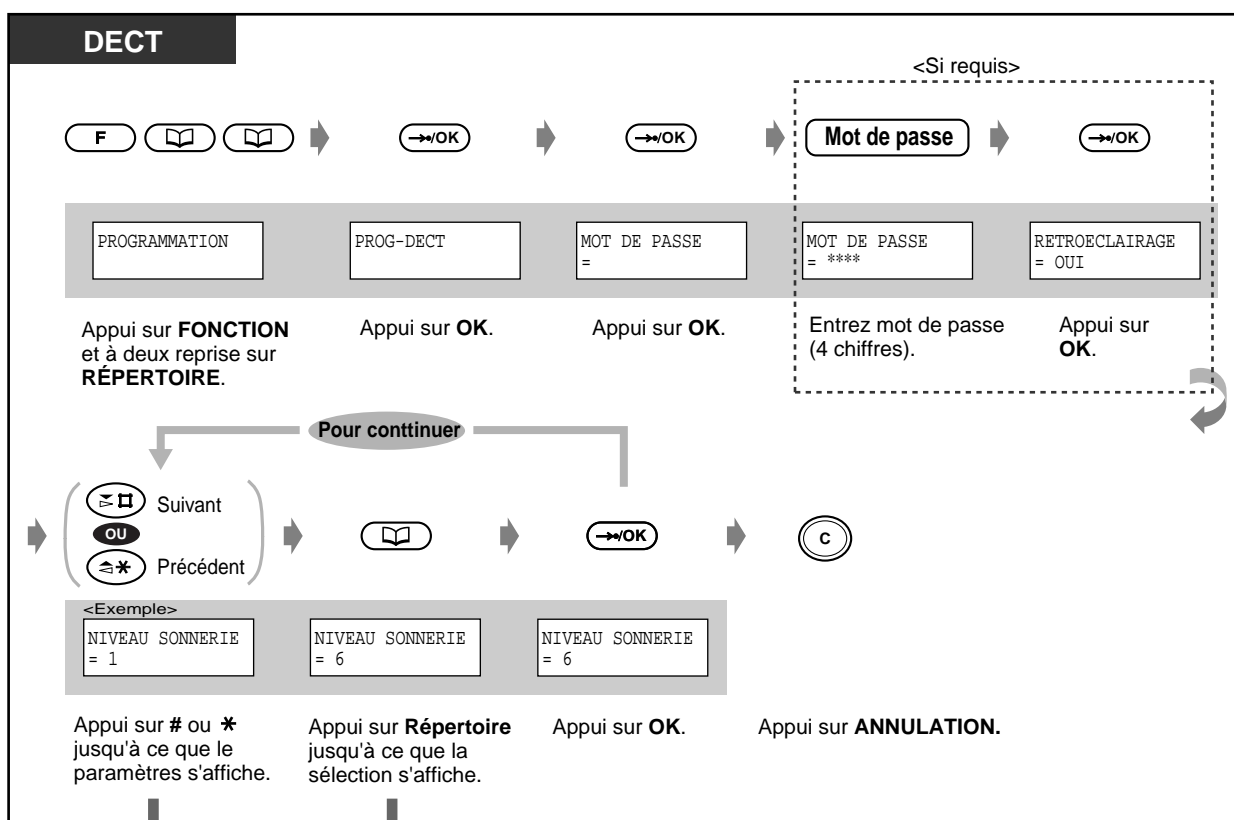 DECT
<Si requis>
F
/OK
/OK
Mot de passe
/OK
PROGRAMMATION
PROG-DECT
MOT DE PASSE
=
MOT DE PASSE
= ****
RETROECLAIRAGE
= OUI
Appui sur FONCTION
et à deux reprise sur
RÉPERTOIRE.
Appui sur OK.
Appui sur OK.
Entrez mot de passe
(4 chiffres).
Appui sur
OK.
Pour conttinuer
Suivant
OU
Précédent
/OK
C
<Exemple>
NIVEAU SONNERIE
= 1
NIVEAU SONNERIE
= 6
NIVEAU SONNERIE
= 6
Appui sur # ou *
jusqu'à ce que le
paramètres s'affiche.
Appui sur Répertoire
jusqu'à ce que la
sélection s'affiche.
Appui sur OK.
Appui sur ANNULATION.